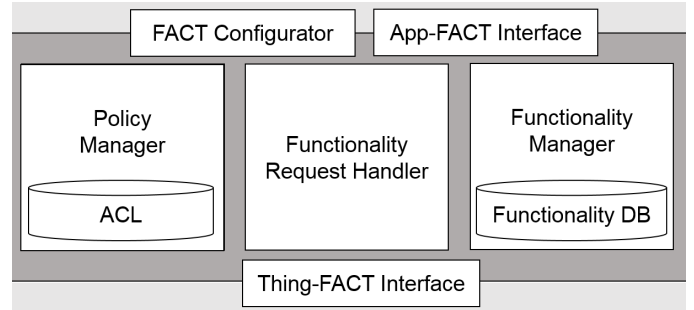 FACT Configurator
App-FACT Interface
Policy
Manager
ACL
Functionality
Request Handler
Functionality
Manager
Functionality DB
Thing-FACT Interface